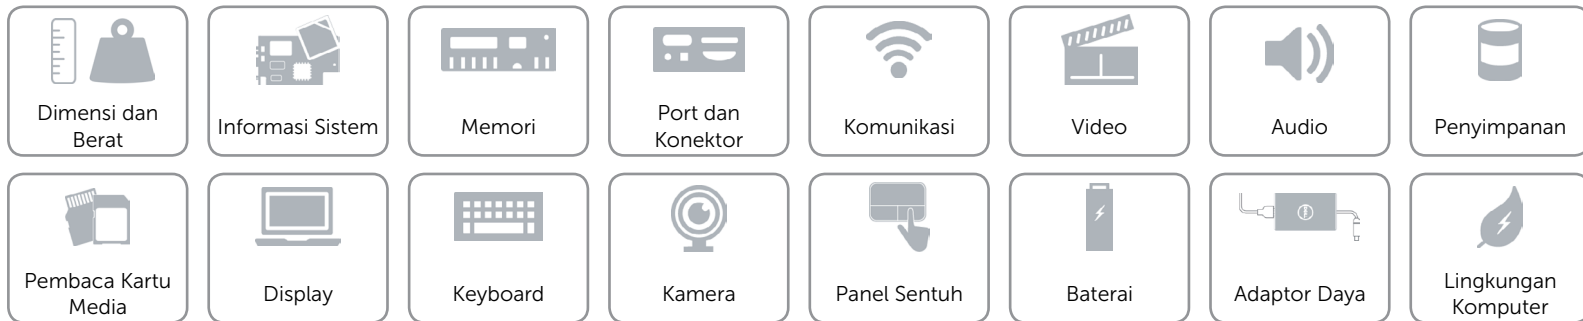 Dimensi dan
Berat
Informasi Sistem
Memori
Port dan
Konektor
Komunikasi
Video
Audio
Penyimpanan
Pembaca Kartu
Media
Display
Keyboard
Kamera
Panel Sentuh
Baterai
Adaptor Daya
Lingkungan
Komputer